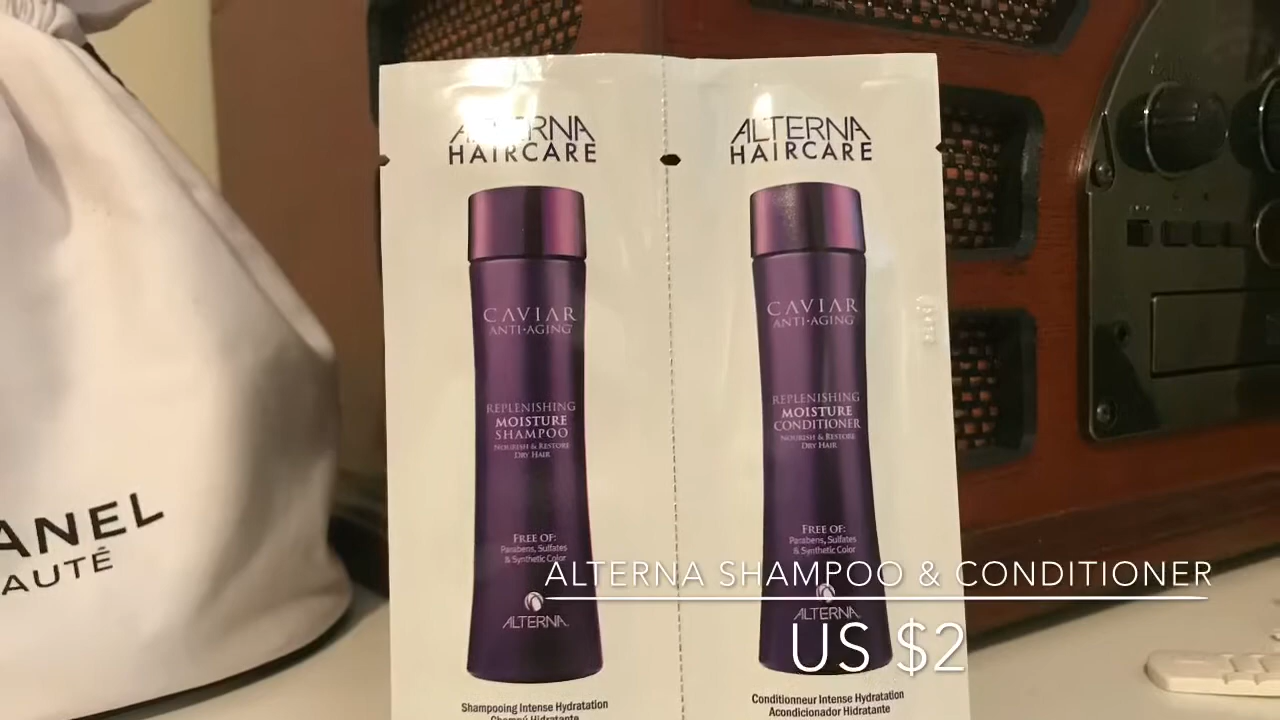 ALTERNA
HAIRCARE
CAVIAR
ANTI-AGING
REPLENISHING
MOISTURE
SHAMPOO
NOURISH & RESTORE
DRY HAIR
FREE OF:
Parabens, Sulfates
& Synthetic Color
ALTERNA
Shampooing Intense Hydratation
Champú Hidratante
ALTERNA
HAIRCARE
CAVIAR
ANTI-AGING
REPLENISHING
MOISTURE
CONDITIONER
NOURISH & RESTORE
DRY HAIR
FREE OF:
Parabens, Sulfates
& Synthetic Color
ALTERNA
Conditionneur Intense Hydratation
Acondicionador Hidratante
ANEL
AUTÉ
ALTERNA SHAMPOO & CONDITIONER
US $2